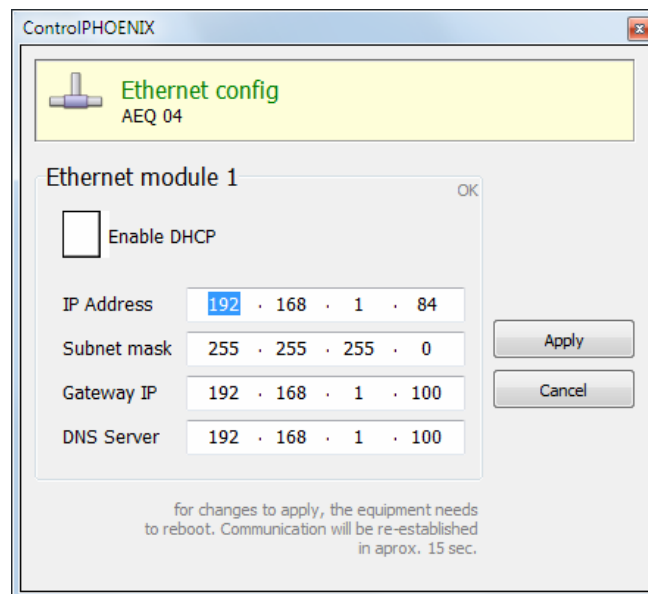 ControlPHOENIX
Ethernet config
AEQ 04
Ethernet module 1
OK
Enable DHCP
IP Address 192 . 168 . 1 . 84
Subnet mask 255 . 255 . 255 . 0
Apply
Gateway IP 192 . 168 . 1 . 100
Cancel
DNS Server 192 . 168 . 1 . 100
for changes to apply, the equipment needs
to reboot. Communication will be re-established
in aprox. 15 sec.